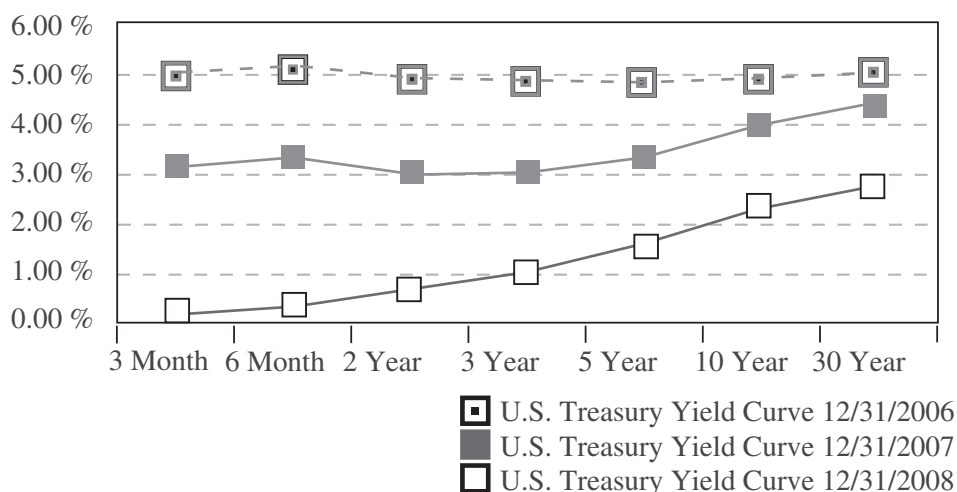 6.00 %
5.00 %
4.00 %
3.00 %
2.00 %
1.00 %
0.00 %
3 Month 6 Month 2 Year 3 Year 5 Year 10 Year 30 Year
U.S. Treasury Yield Curve 12/31/2006
U.S. Treasury Yield Curve 12/31/2007
U.S. Treasury Yield Curve 12/31/2008